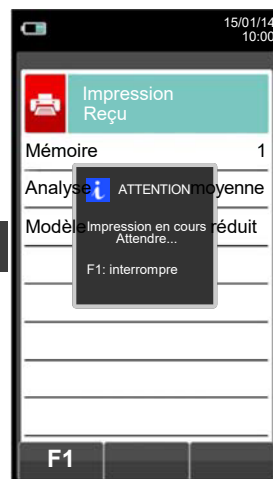 15/01/14
10:00
Impression
Reçu
Mémoire 1
Analyse moyenne
Modèle réduit
ATTENTION
Impression en cours
Attendre...
F1: interrompre
F1